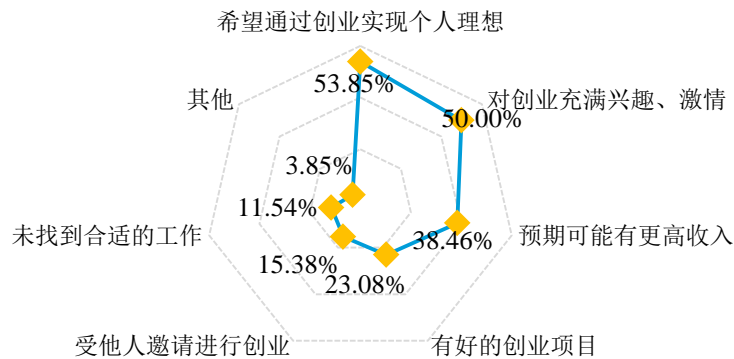 希望通过创业实现个人理想
53.85%
其他
对创业充满兴趣、激情
50.00%
3.85%
11.54%
未找到合适的工作
38.46%
预期可能有更高收入
15.38%
23.08%
受他人邀请进行创业
有好的创业项目